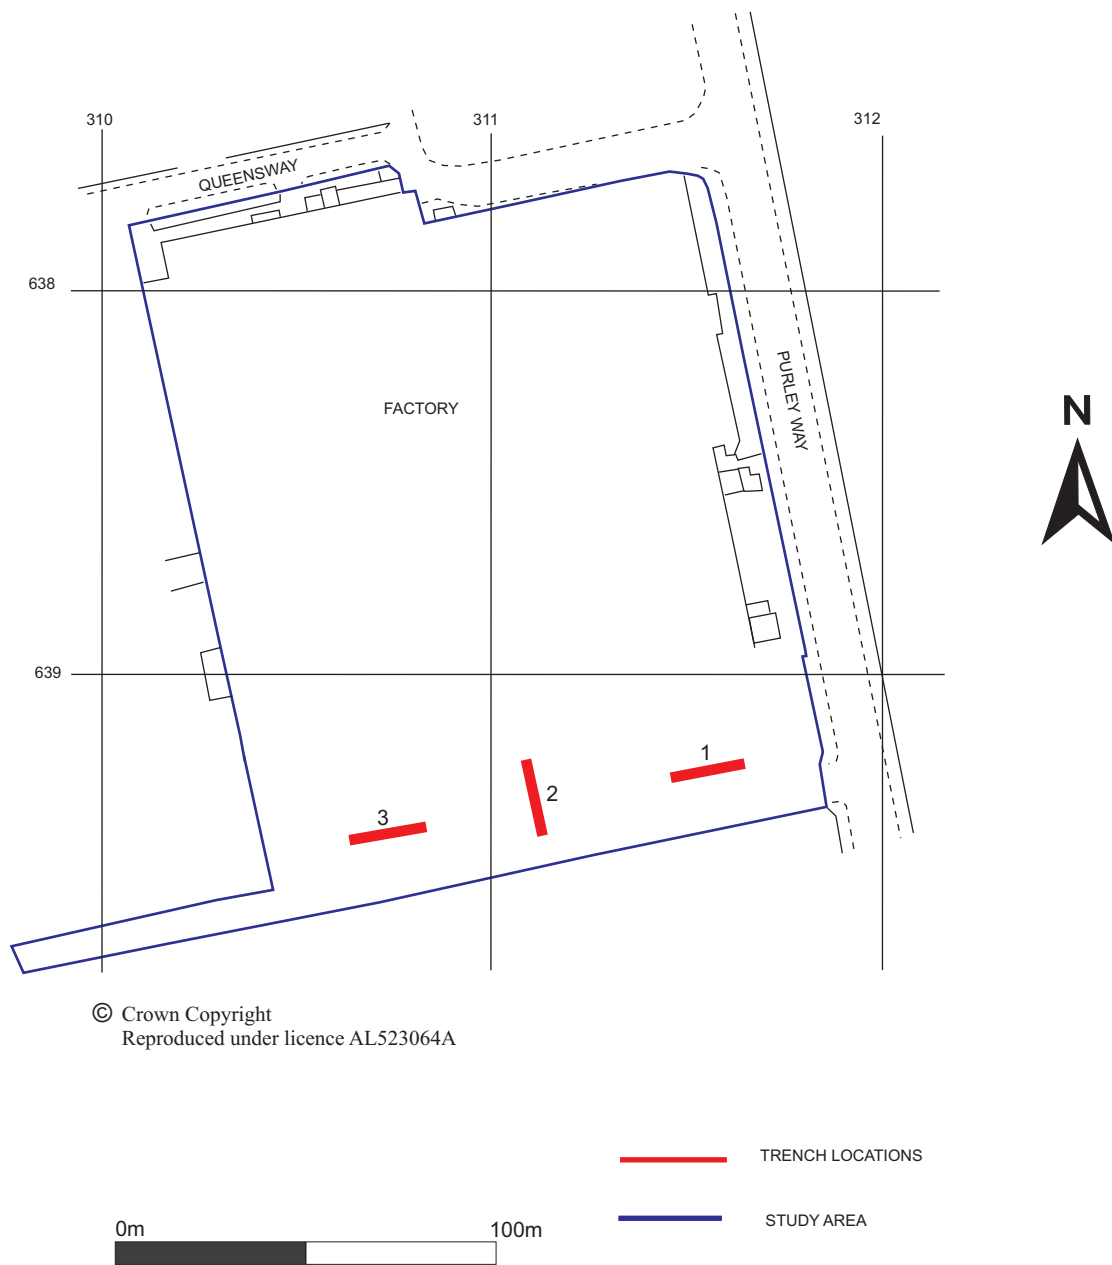 310
311
312
QUEENSWAY
638
PURLEY WAY
FACTORY
N
639
1
2
3
© Crown Copyright
Reproduced under licence AL523064A
TRENCH LOCATIONS
STUDY AREA
0m
100m